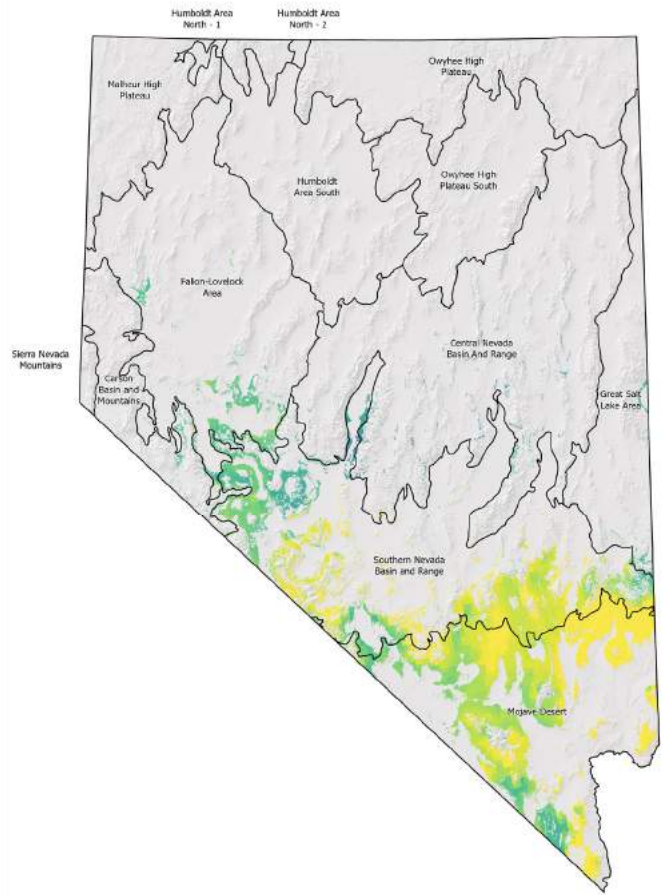 Humboldt Area
North - 1
Humboldt Area
North - 2
Owyhee High
Plateau
Malheur High
Plateau
Humboldt
Area South
Owyhee High
Plateau South
Fallon-Lovelock
Area
Central Nevada
Basin And Range
Sierra Nevada
Mountains
Carson
Basin and
Mountains
Great Salt
Lake Area
Southern Nevada
Basin and Range
Mojave Desert